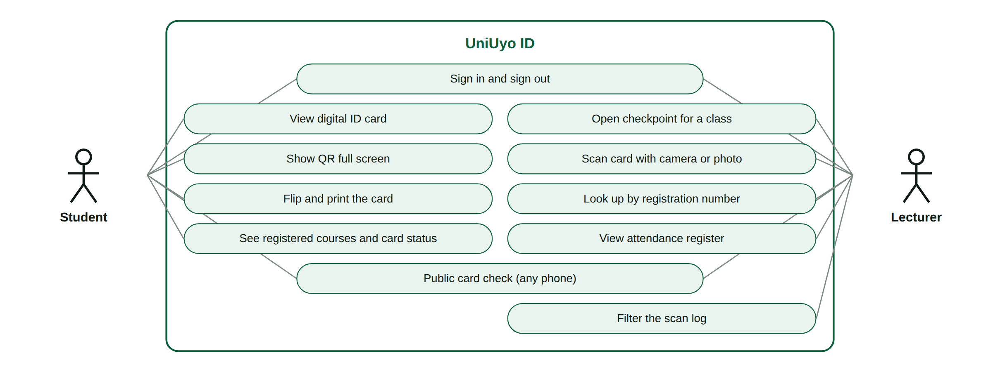 UniUyo ID
Sign in and sign out
View digital ID card
Open checkpoint for a class
Show QR full screen
Scan card with camera or photo
Flip and print the card
Look up by registration number
Student
Lecturer
See registered courses and card status
View attendance register
Public card check (any phone)
Filter the scan log